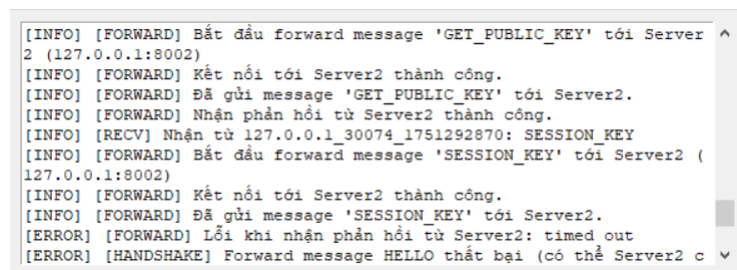 [INFO] [FORWARD] Bắt đầu forward message 'GET_PUBLIC_KEY' tới Server
2 (127.0.0.1:8002)
[INFO] [FORWARD] Kết nối tới Server2 thành công.
[INFO] [FORWARD] Đã gửi message 'GET_PUBLIC_KEY' tới Server2.
[INFO] [FORWARD] Nhận phản hồi từ Server2 thành công.
[INFO] [RECV] Nhận từ 127.0.0.1_30074_1751292870: SESSION_KEY
[INFO] [FORWARD] Bắt đầu forward message 'SESSION_KEY' tới Server2 (
127.0.0.1:8002)
[INFO] [FORWARD] Kết nối tới Server2 thành công.
[INFO] [FORWARD] Đã gửi message 'SESSION_KEY' tới Server2.
[ERROR] [FORWARD] Lỗi khi nhận phản hồi từ Server2: timed out
[ERROR] [HANDSHAKE] Forward message HELLO thất bại (có thể Server2 c